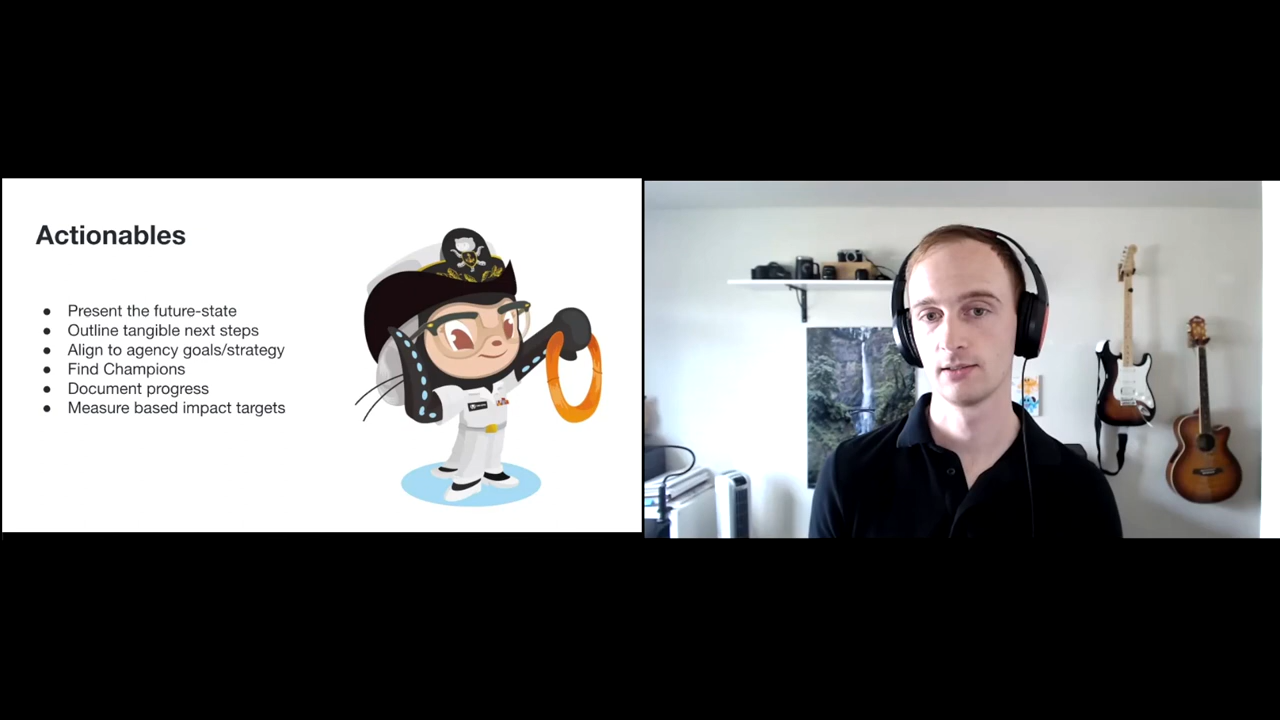 Actionables
● Present the future-state
● Outline tangible next steps
● Align to agency goals/strategy
● Find Champions
● Document progress
● Measure based impact targets